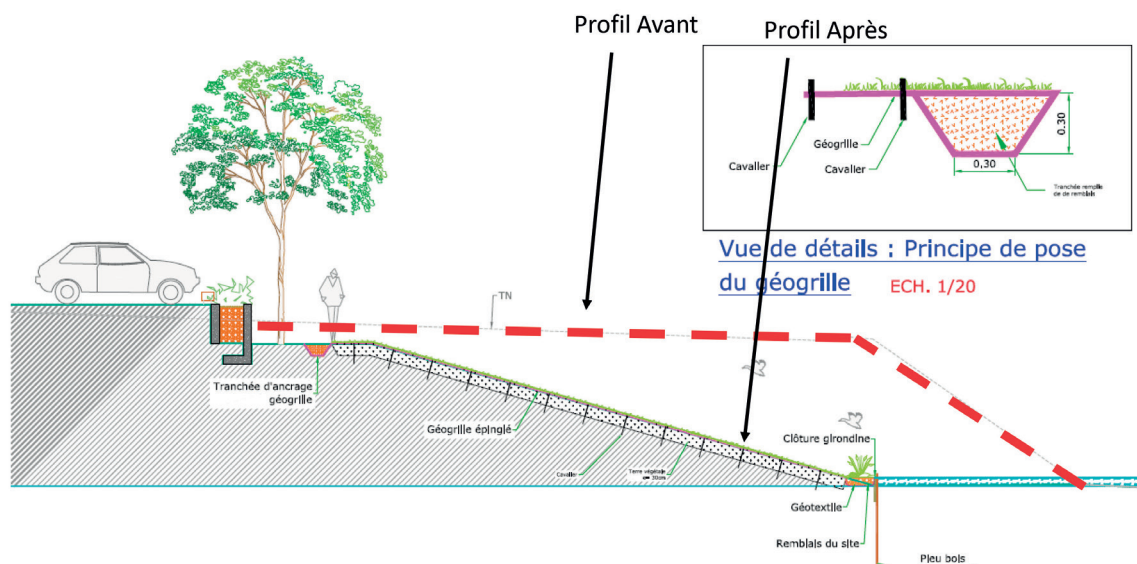 Profil Avant
Profil Après
Cavalier
Géogrille
Cavalier
0,30
0,30
Tranchée remplie
de de remblais
Vue de détails : Principe de pose
du géogrille
ECH. 1/20
TN
Tranchée d'ancrage
géogrille
Géogrille épinglé
Cavalier
Terre végétale
Clôture girondine
Géotextile
Remblais du site
Pieu bois